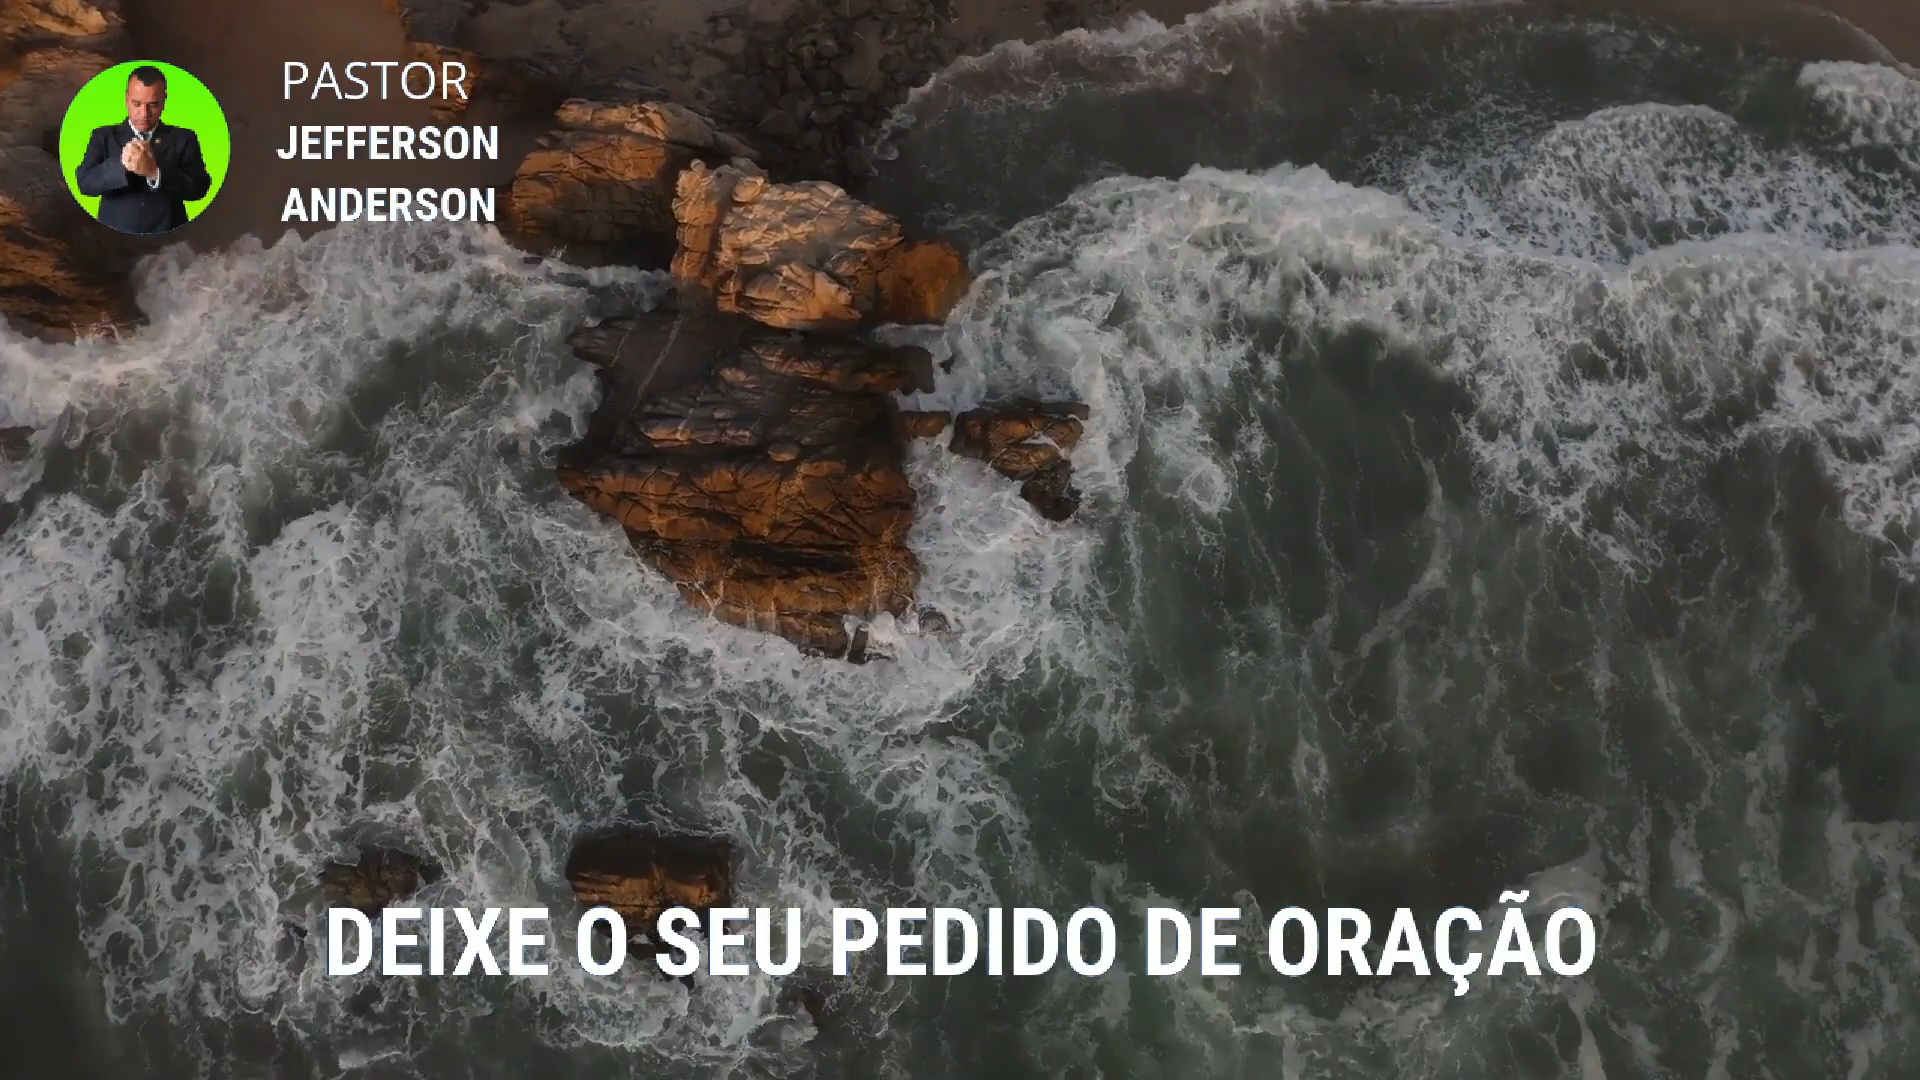 PASTOR
JEFFERSON
ANDERSON
DEIXE O SEU PEDIDO DE ORAÇÃO